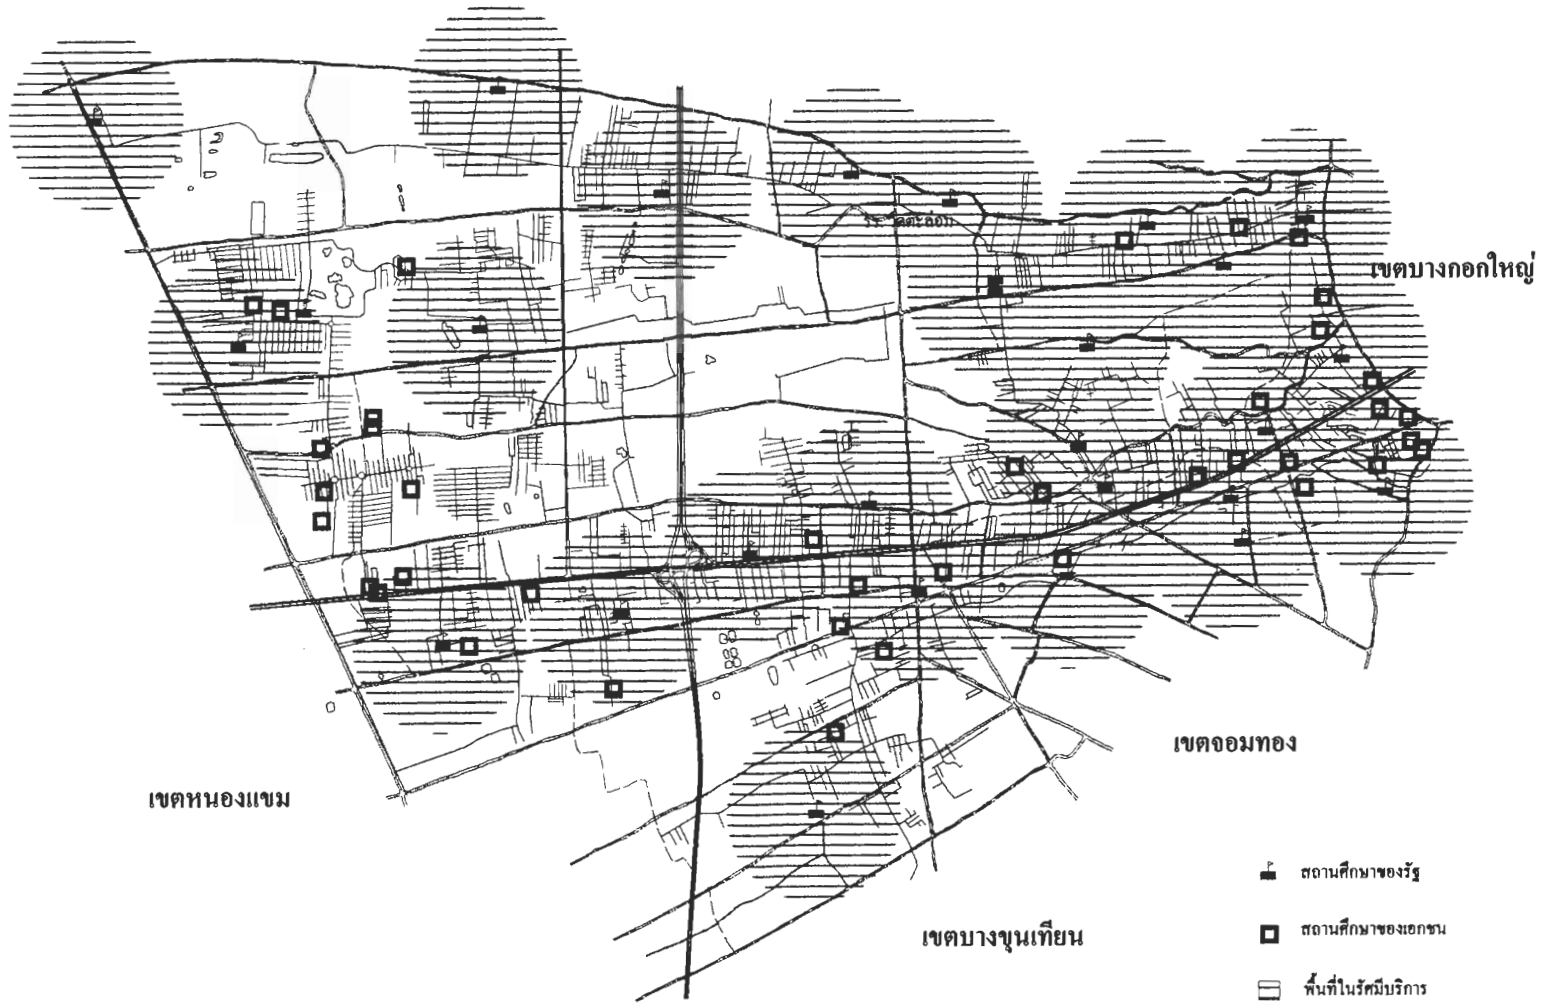 เขตบางกอกใหญ่
เขตจอมทอง
เขตหนองแขม
สถานศึกษาของรัฐ
สถานศึกษาของเอกชน
เขตบางขุนเทียน
พื้นที่ในรัศมีบริการ